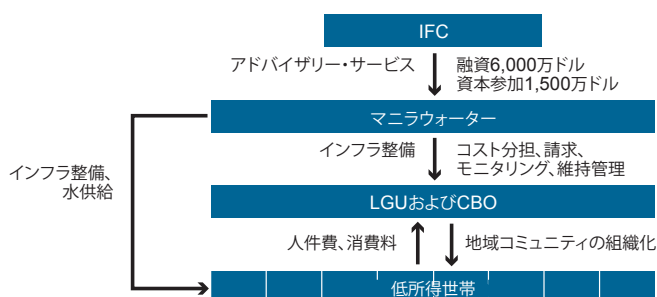 IFC
アドバイザリー・サービス
融資6,000万ドル
資本参加1,500万ドル
マニラウォーター
インフラ整備
コスト分担、請求、
モニタリング、維持管理
インフラ整備、
水供給
LGUおよびCBO
人件費、消費料
地域コミュニティの組織化
低所得世帯